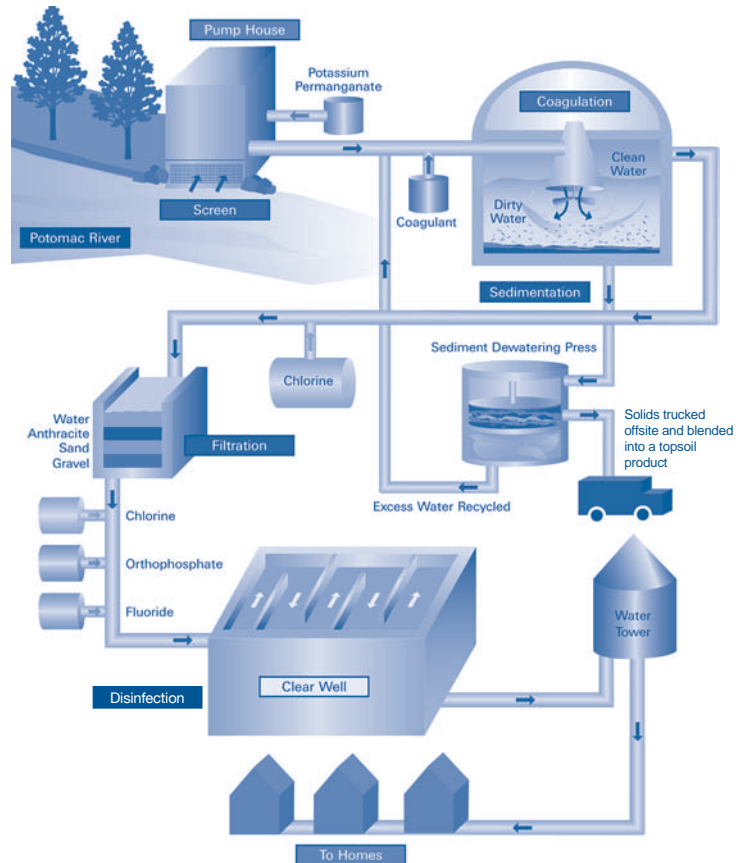 Pump House
Potassium
Permanganate
Coagulation
Clean
Water
Dirty
Water
Screen
Coagulant
Potomac River
Sedimentation
Sediment Dewatering Press
Chlorine
Water
Anthracite
Sand
Gravel
Filtration
Solids trucked
offsite and blended
into a topsoil
product
Excess Water Recycled
Chlorine
Orthophosphate
Fluoride
Water
Tower
Disinfection
Clear Well
To Homes